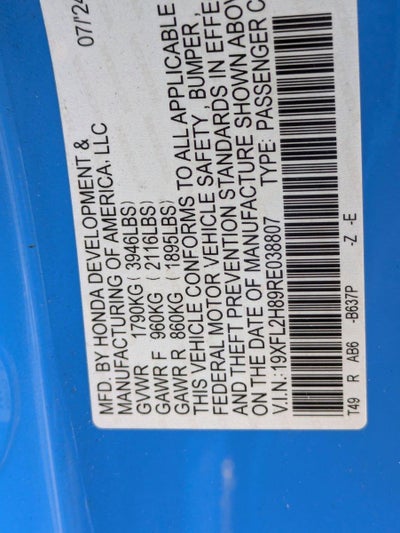 MFD. BY HONDA DEVELOPMENT & 07/'24
MANUFACTURING OF AMERICA, LLC
GVWR 1790KG ( 3946LBS)
GAWR F 960KG ( 2116LBS)
GAWR R 860KG ( 1895LBS)
THIS VEHICLE CONFORMS TO ALL APPLICABLE
FEDERAL MOTOR VEHICLE SAFETY , BUMPER,
AND THEFT PREVENTION STANDARDS IN EFFE
ON THE DATE OF MANUFACTURE SHOWN ABOV
V.I.N.:19XFL2H89RE038807 TYPE: PASSENGER C
T49 R AB6 -B637P -Z -E